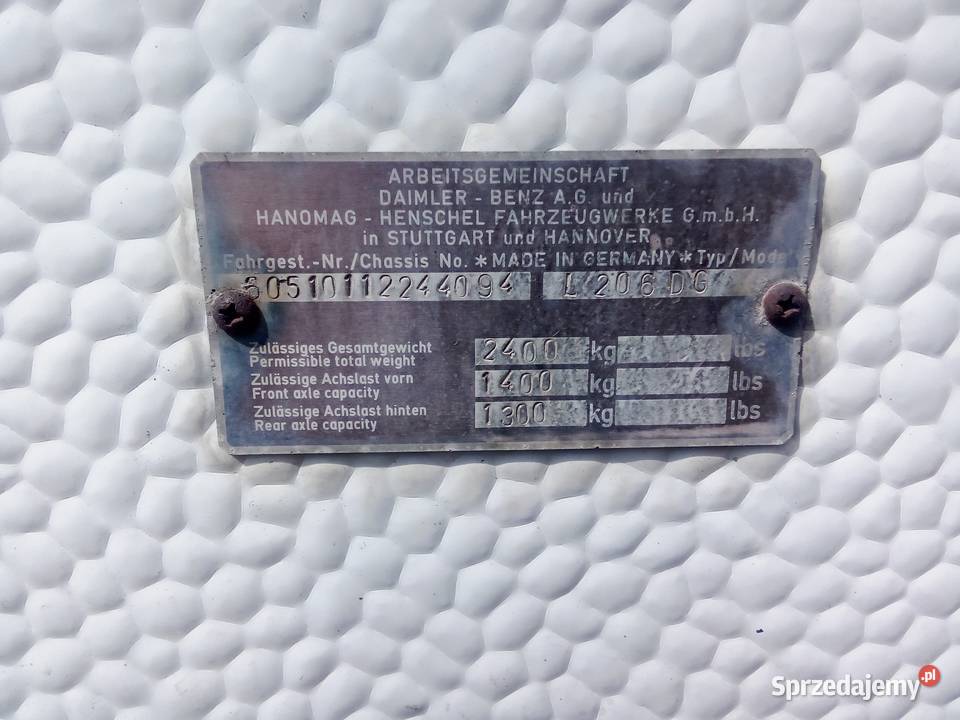 ARBEITSGEMEINSCHAFT
DAIMLER - BENZ A.G. und
HANOMAG - HENSCHEL FAHRZEUGWERKE G.m.b.H.
in STUTTGART und HANNOVER
Fahrgest.-Nr./Chassis No. * MADE IN GERMANY * Typ/Model
60510112244094 L 206 DG
Zulässiges Gesamtgewicht
Permissible total weight
2400 kg lbs
Zulässige Achslast vorn
Front axle capacity
1400 kg lbs
Zulässige Achslast hinten
Rear axle capacity
1300 kg lbs
Sprzedajemy.pl